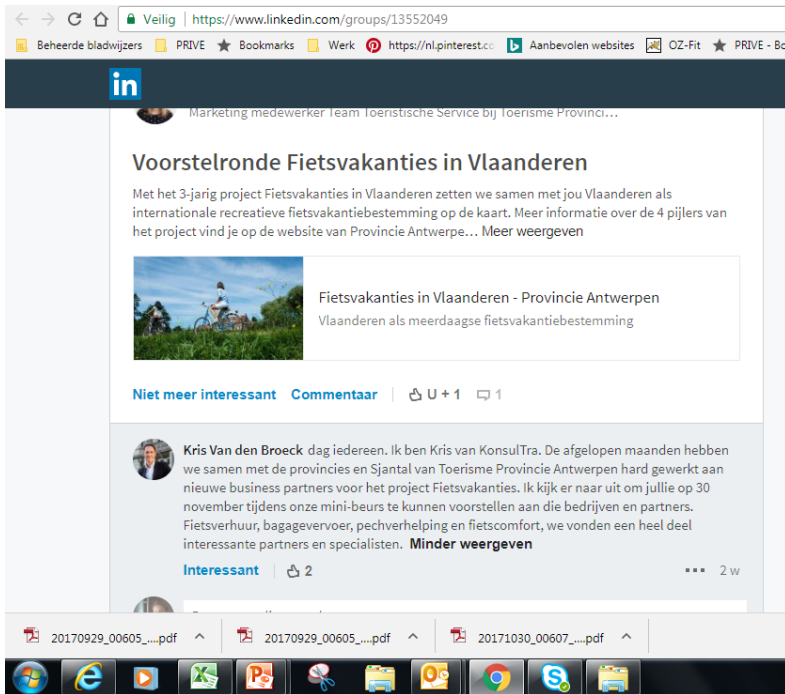 Veilig | https://www.linkedin.com/groups/13552049
Beheerde bladwijzers PRIVE Bookmarks Werk https://nl.pinterest.cc Aanbevolen websites OZ-Fit PRIVE - Bo
in
Marketing medewerker Team Toeristische Service bij Toerisme Provinci...
Voorstelronde Fietsvakanties in Vlaanderen
Met het 3-jarig project Fietsvakanties in Vlaanderen zetten we samen met jou Vlaanderen als
internationale recreatieve fietsvakantiebestemming op de kaart. Meer informatie over de 4 pijlers van
het project vind je op de website van Provincie Antwerpe... Meer weergeven
Fietsvakanties in Vlaanderen - Provincie Antwerpen
Vlaanderen als meerdaagse fietsvakantiebestemming
Niet meer interessant Commentaar | U + 1 1
Kris Van den Broeck dag iedereen. Ik ben Kris van KonsulTra. De afgelopen maanden hebben
we samen met de provincies en Sjantal van Toerisme Provincie Antwerpen hard gewerkt aan
nieuwe business partners voor het project Fietsvakanties. Ik kijk er naar uit om jullie op 30
november tijdens onze mini-beurs te kunnen voorstellen aan die bedrijven en partners.
Fietsverhuur, bagagevervoer, pechverhelping en fietscomfort, we vonden een heel deel
interessante partners en specialisten. Minder weergeven
Interessant | 2 ... 2 w
20170929_00605_....pdf 20170929_00605_....pdf 20171030_00607_....pdf